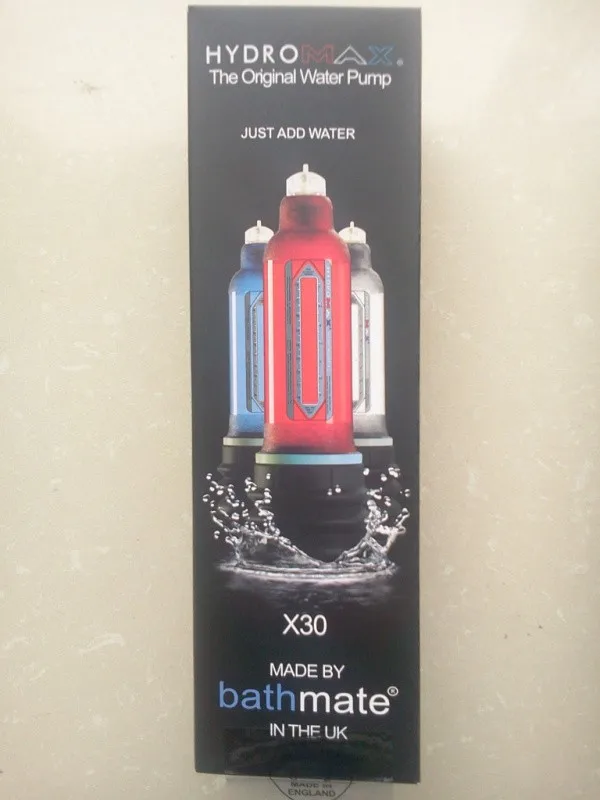 HYDROMAX®
The Original Water Pump
JUST ADD WATER
X30
MADE BY
bathmate®
IN THE UK
MADE IN
ENGLAND